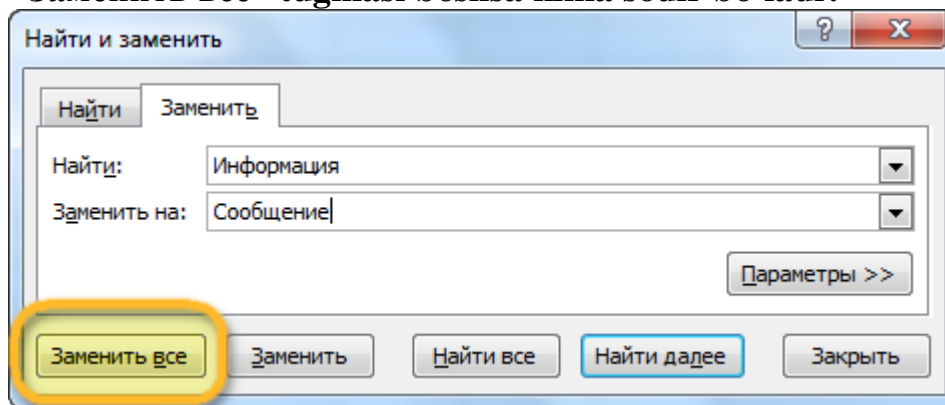 Найти и заменить
Найти Заменить
Найти: Информация
Заменить на: Сообщение
Параметры >>
Заменить все Заменить Найти все Найти далее Закрыть